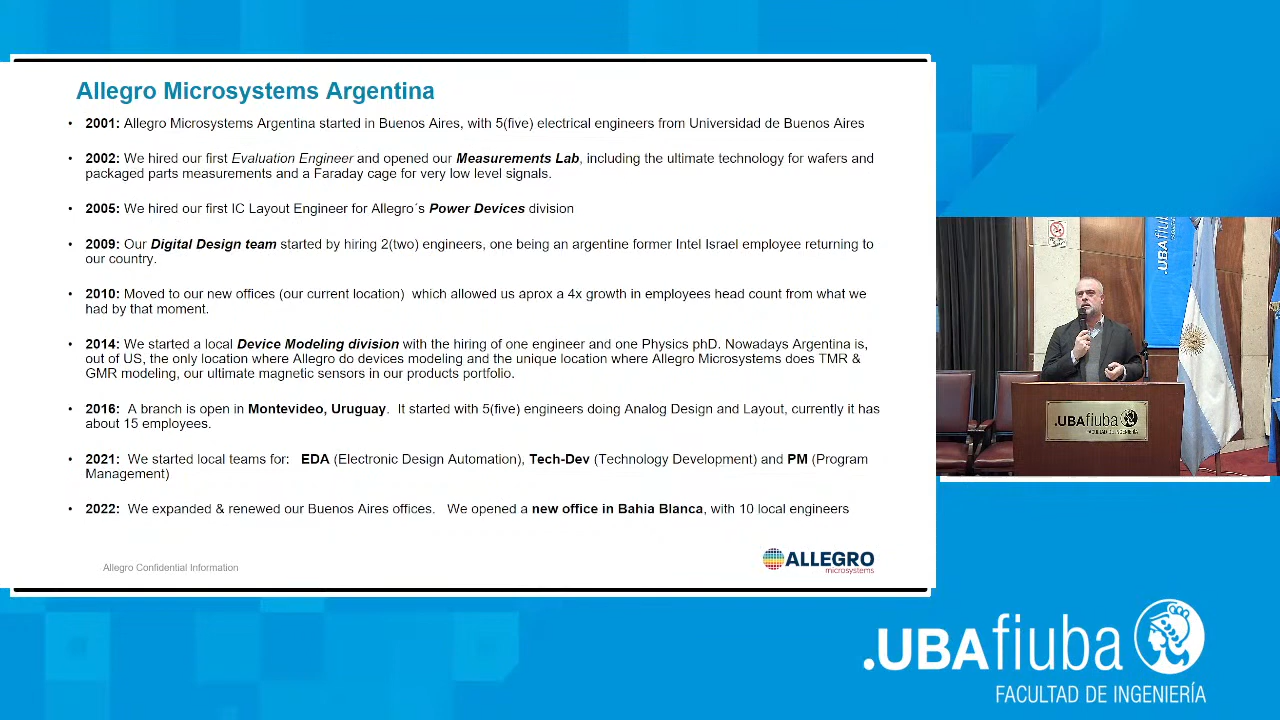 Allegro Microsystems Argentina
• 2001: Allegro Microsystems Argentina started in Buenos Aires, with 5(five) electrical engineers from Universidad de Buenos Aires
• 2002: We hired our first Evaluation Engineer and opened our Measurements Lab, including the ultimate technology for wafers and
packaged parts measurements and a Faraday cage for very low level signals.
• 2005: We hired our first IC Layout Engineer for Allegro´s Power Devices division
• 2009: Our Digital Design team started by hiring 2(two) engineers, one being an argentine former Intel Israel employee returning to
our country.
• 2010: Moved to our new offices (our current location) which allowed us aprox a 4x growth in employees head count from what we
had by that moment.
• 2014: We started a local Device Modeling division with the hiring of one engineer and one Physics phD. Nowadays Argentina is,
out of US, the only location where Allegro do devices modeling and the unique location where Allegro Microsystems does TMR &
GMR modeling, our ultimate magnetic sensors in our products portfolio.
• 2016: A branch is open in Montevideo, Uruguay. It started with 5(five) engineers doing Analog Design and Layout, currently it has
about 15 employees.
• 2021: We started local teams for: EDA (Electronic Design Automation), Tech-Dev (Technology Development) and PM (Program
Management)
• 2022: We expanded & renewed our Buenos Aires offices. We opened a new office in Bahia Blanca, with 10 local engineers
Allegro Confidential Information
ALLEGRO
microsystems
.UBAfiuba
.UBAfiuba
FACULTAD DE INGENIERÍA
.UBAfiuba
FACULTAD DE INGENIERÍA